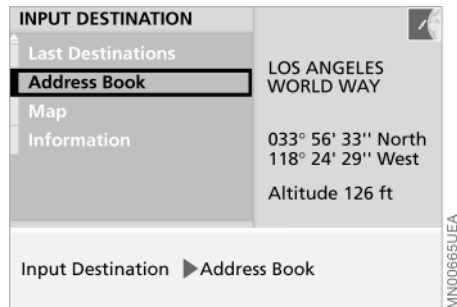 INPUT DESTINATION
Last Destinations
Address Book
Map
Information
LOS ANGELES
WORLD WAY
033° 56' 33'' North
118° 24' 29'' West
Altitude 126 ft
Input Destination ▶Address Book
MN00665UEA